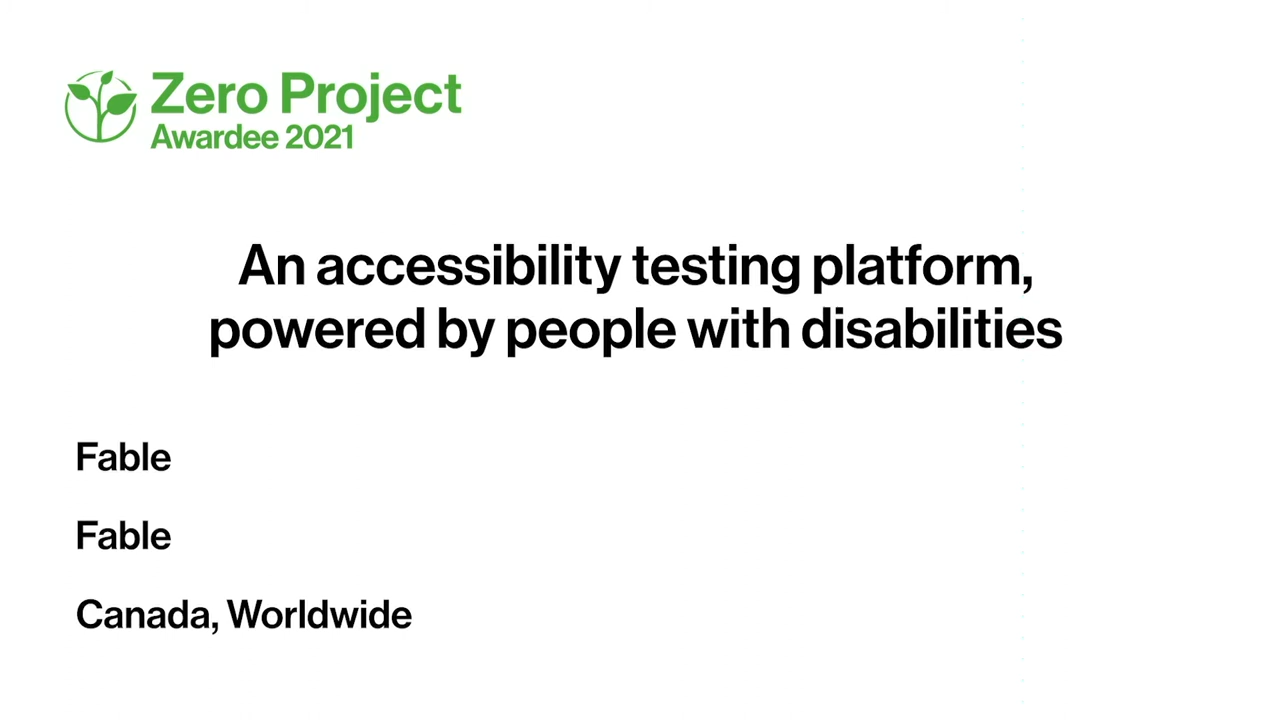 Zero Project
Awardee 2021
An accessibility testing platform,
powered by people with disabilities
Fable
Fable
Canada, Worldwide